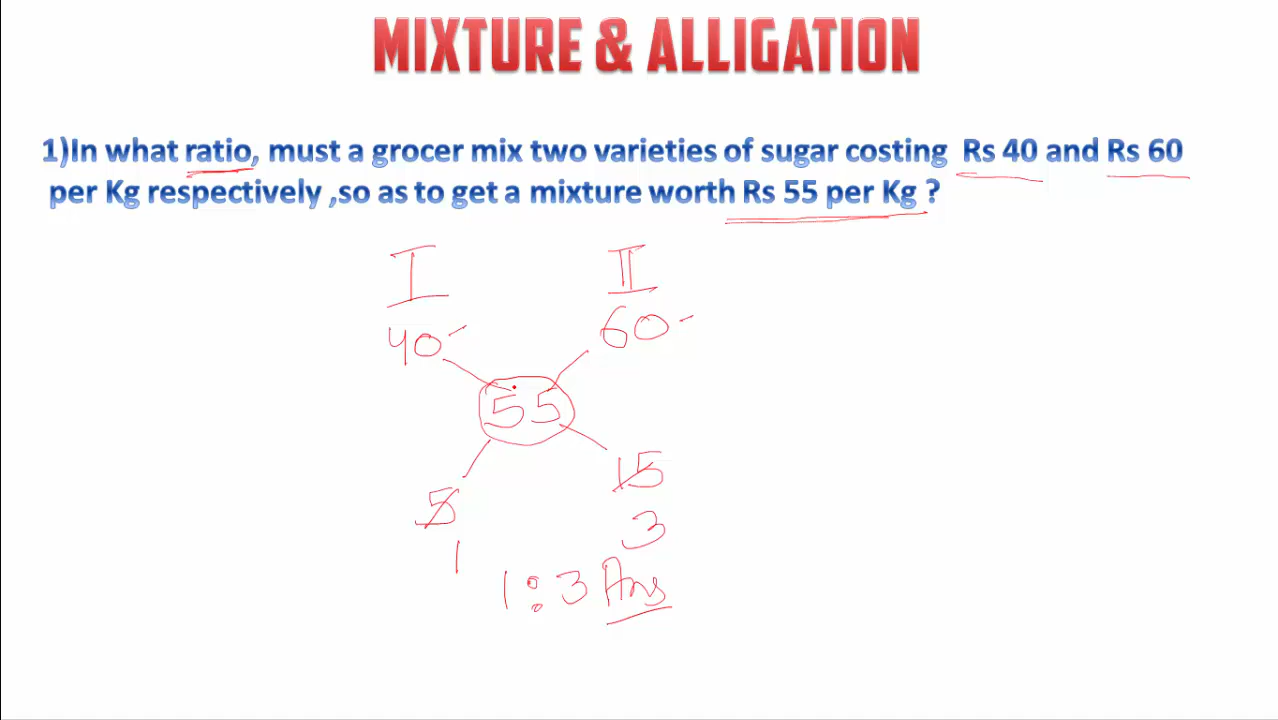 MIXTURE & ALLIGATION
1)In what ratio, must a grocer mix two varieties of sugar costing Rs 40 and Rs 60
per Kg respectively ,so as to get a mixture worth Rs 55 per Kg ?
I II
40 60
55
5 15
1 3
1:3 Ans